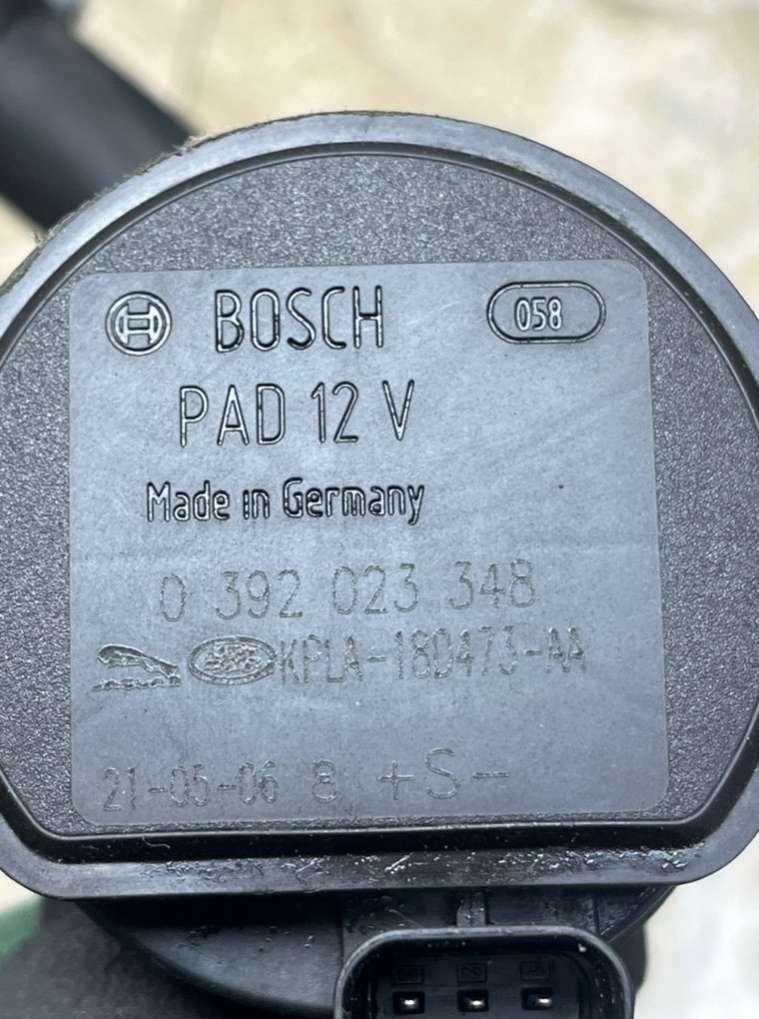 BOSCH 058
PAD 12 V
Made in Germany
0 392 023 348
KPLA-18D473-AA
21-05-06 8 +S-